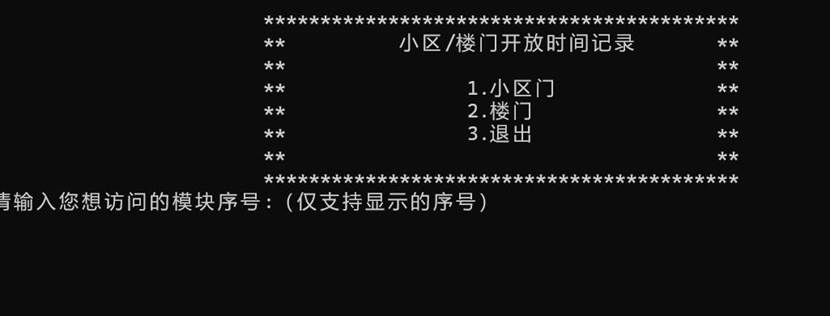 ******************************************
** 小区/楼门开放时间记录 **
** **
** 1.小区门 **
** 2.楼门 **
** 3.退出 **
** **
******************************************
请输入您想访问的模块序号:(仅支持显示的序号)